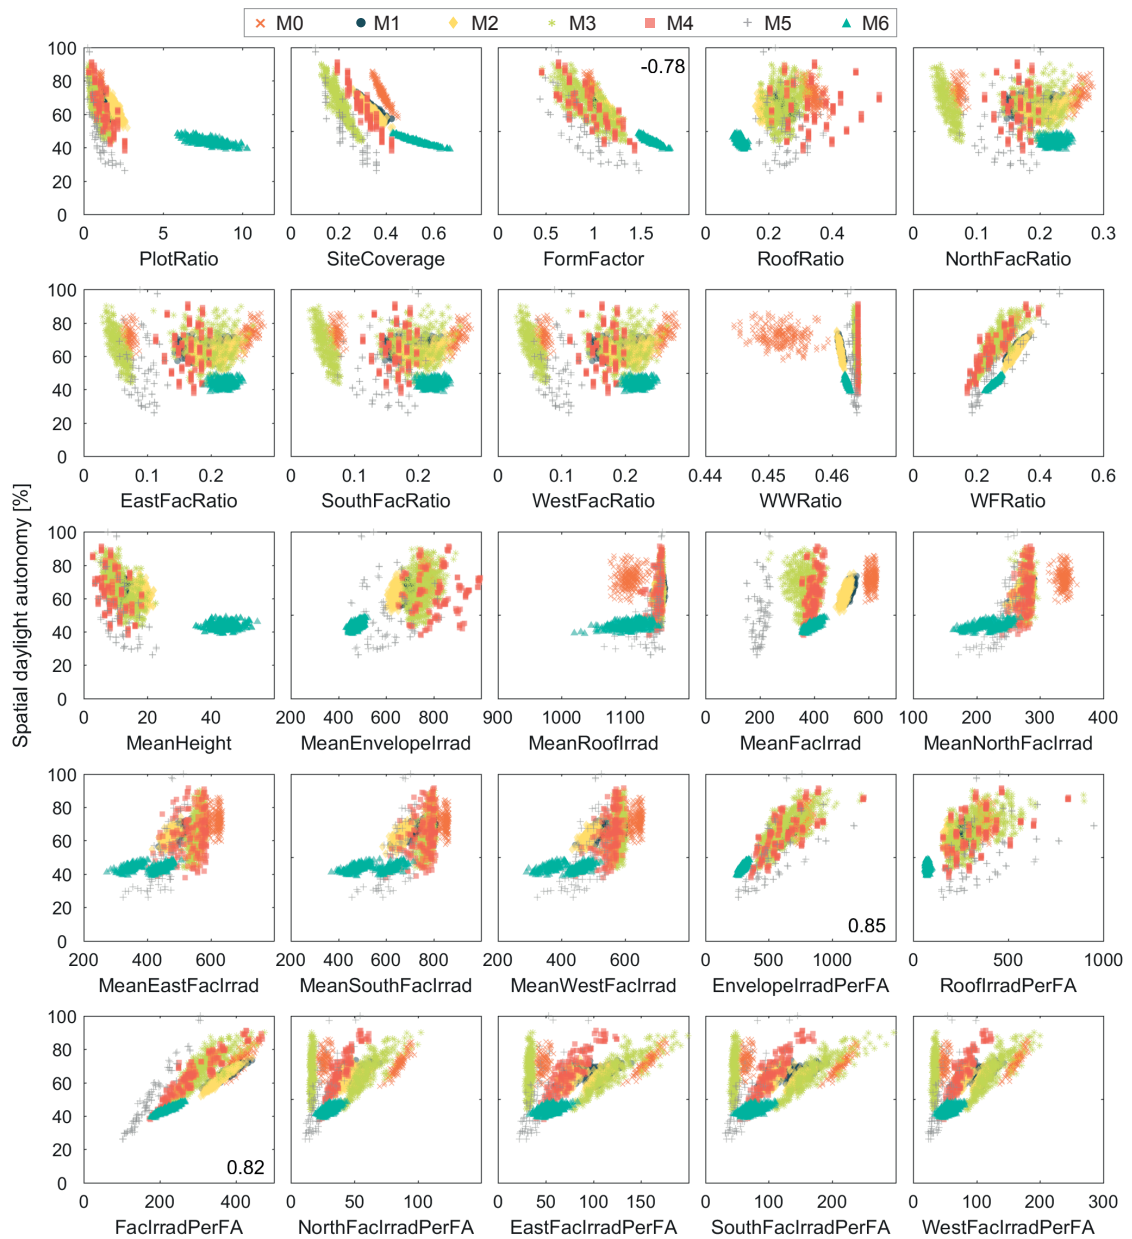 M0 M1 M2 M3 M4 M5 M6
Spatial daylight autonomy [%]
100
80
60
40
20
0
-0.78
0 5 10
0 0.2 0.4 0.6
0 0.5 1.0 1.5
0 0.2 0.4
0 0.1 0.2 0.3
PlotRatio
SiteCoverage
FormFactor
RoofRatio
NorthFacRatio
100
80
60
40
20
0
0 0.1 0.2
0 0.1 0.2
0 0.1 0.2
0.44 0.45 0.46
0 0.2 0.4 0.6
EastFacRatio
SouthFacRatio
WestFacRatio
WWRatio
WFRatio
100
80
60
40
20
0
0 20 40
200 400 600 800
900 1000 1100
0 200 400 600
100 200 300 400
MeanHeight
MeanEnvelopeIrrad
MeanRoofIrrad
MeanFacIrrad
MeanNorthFacIrrad
100
80
60
40
20
0
0.85
200 400 600
200 400 600 800
200 400 600
0 500 1000
0 500 1000
MeanEastFacIrrad
MeanSouthFacIrrad
MeanWestFacIrrad
EnvelopeIrradPerFA
RoofIrradPerFA
100
80
60
40
20
0
0.82
0 200 400
0 50 100
0 50 100 150
0 100 200
0 100 200 300
FacIrradPerFA
NorthFacIrradPerFA
EastFacIrradPerFA
SouthFacIrradPerFA
WestFacIrradPerFA